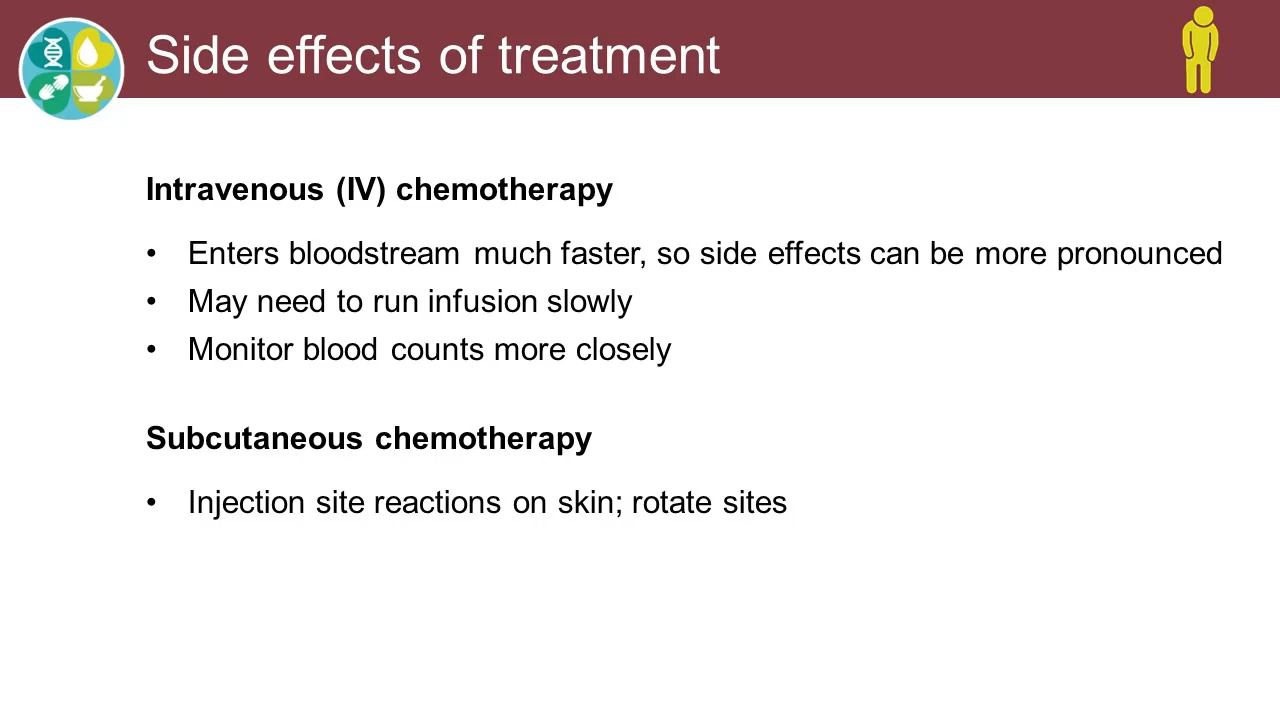 Side effects of treatment
Intravenous (IV) chemotherapy
• Enters bloodstream much faster, so side effects can be more pronounced
• May need to run infusion slowly
• Monitor blood counts more closely
Subcutaneous chemotherapy
• Injection site reactions on skin; rotate sites